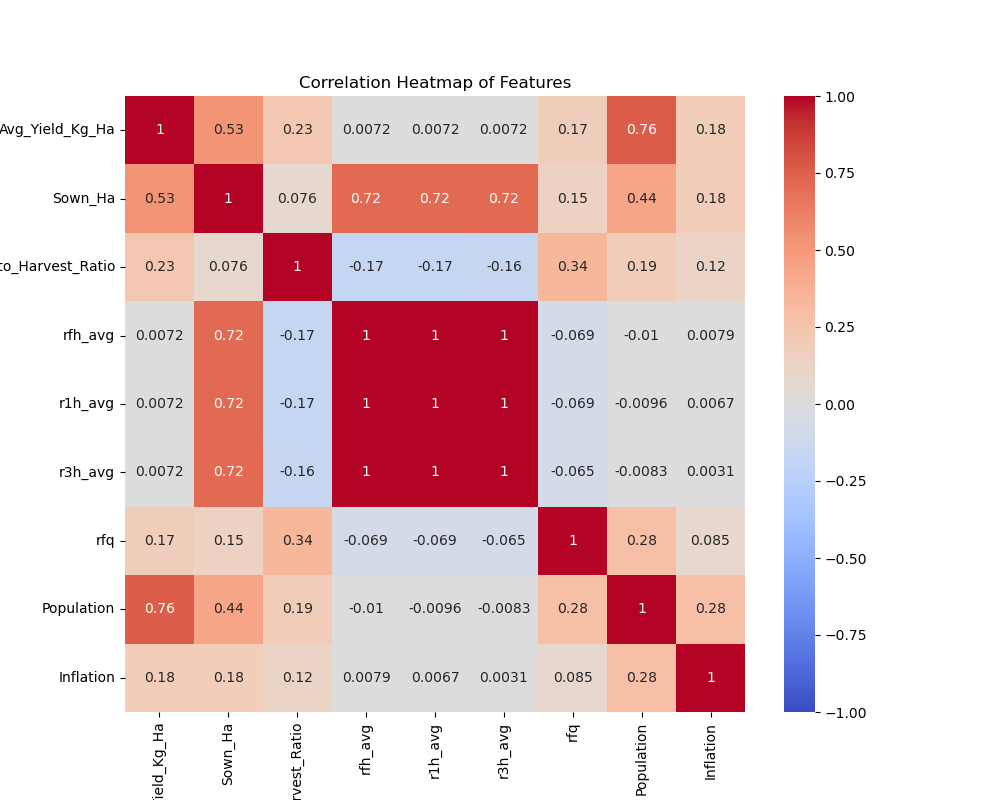 Correlation Heatmap of Features
Avg_Yield_Kg_Ha 1 0.53 0.23 0.0072 0.0072 0.0072 0.17 0.76 0.18
Sown_Ha 0.53 1 0.076 0.72 0.72 0.72 0.15 0.44 0.18
to_Harvest_Ratio 0.23 0.076 1 -0.17 -0.17 -0.16 0.34 0.19 0.12
rfh_avg 0.0072 0.72 -0.17 1 1 1 -0.069 -0.01 0.0079
r1h_avg 0.0072 0.72 -0.17 1 1 1 -0.069 -0.0096 0.0067
r3h_avg 0.0072 0.72 -0.16 1 1 1 -0.065 -0.0083 0.0031
rfq 0.17 0.15 0.34 -0.069 -0.069 -0.065 1 0.28 0.085
Population 0.76 0.44 0.19 -0.01 -0.0096 -0.0083 0.28 1 0.28
Inflation 0.18 0.18 0.12 0.0079 0.0067 0.0031 0.085 0.28 1
ield_Kg_Ha Sown_Ha rvest_Ratio rfh_avg r1h_avg r3h_avg rfq Population Inflation
1.00
0.75
0.50
0.25
0.00
−0.25
−0.50
−0.75
−1.00